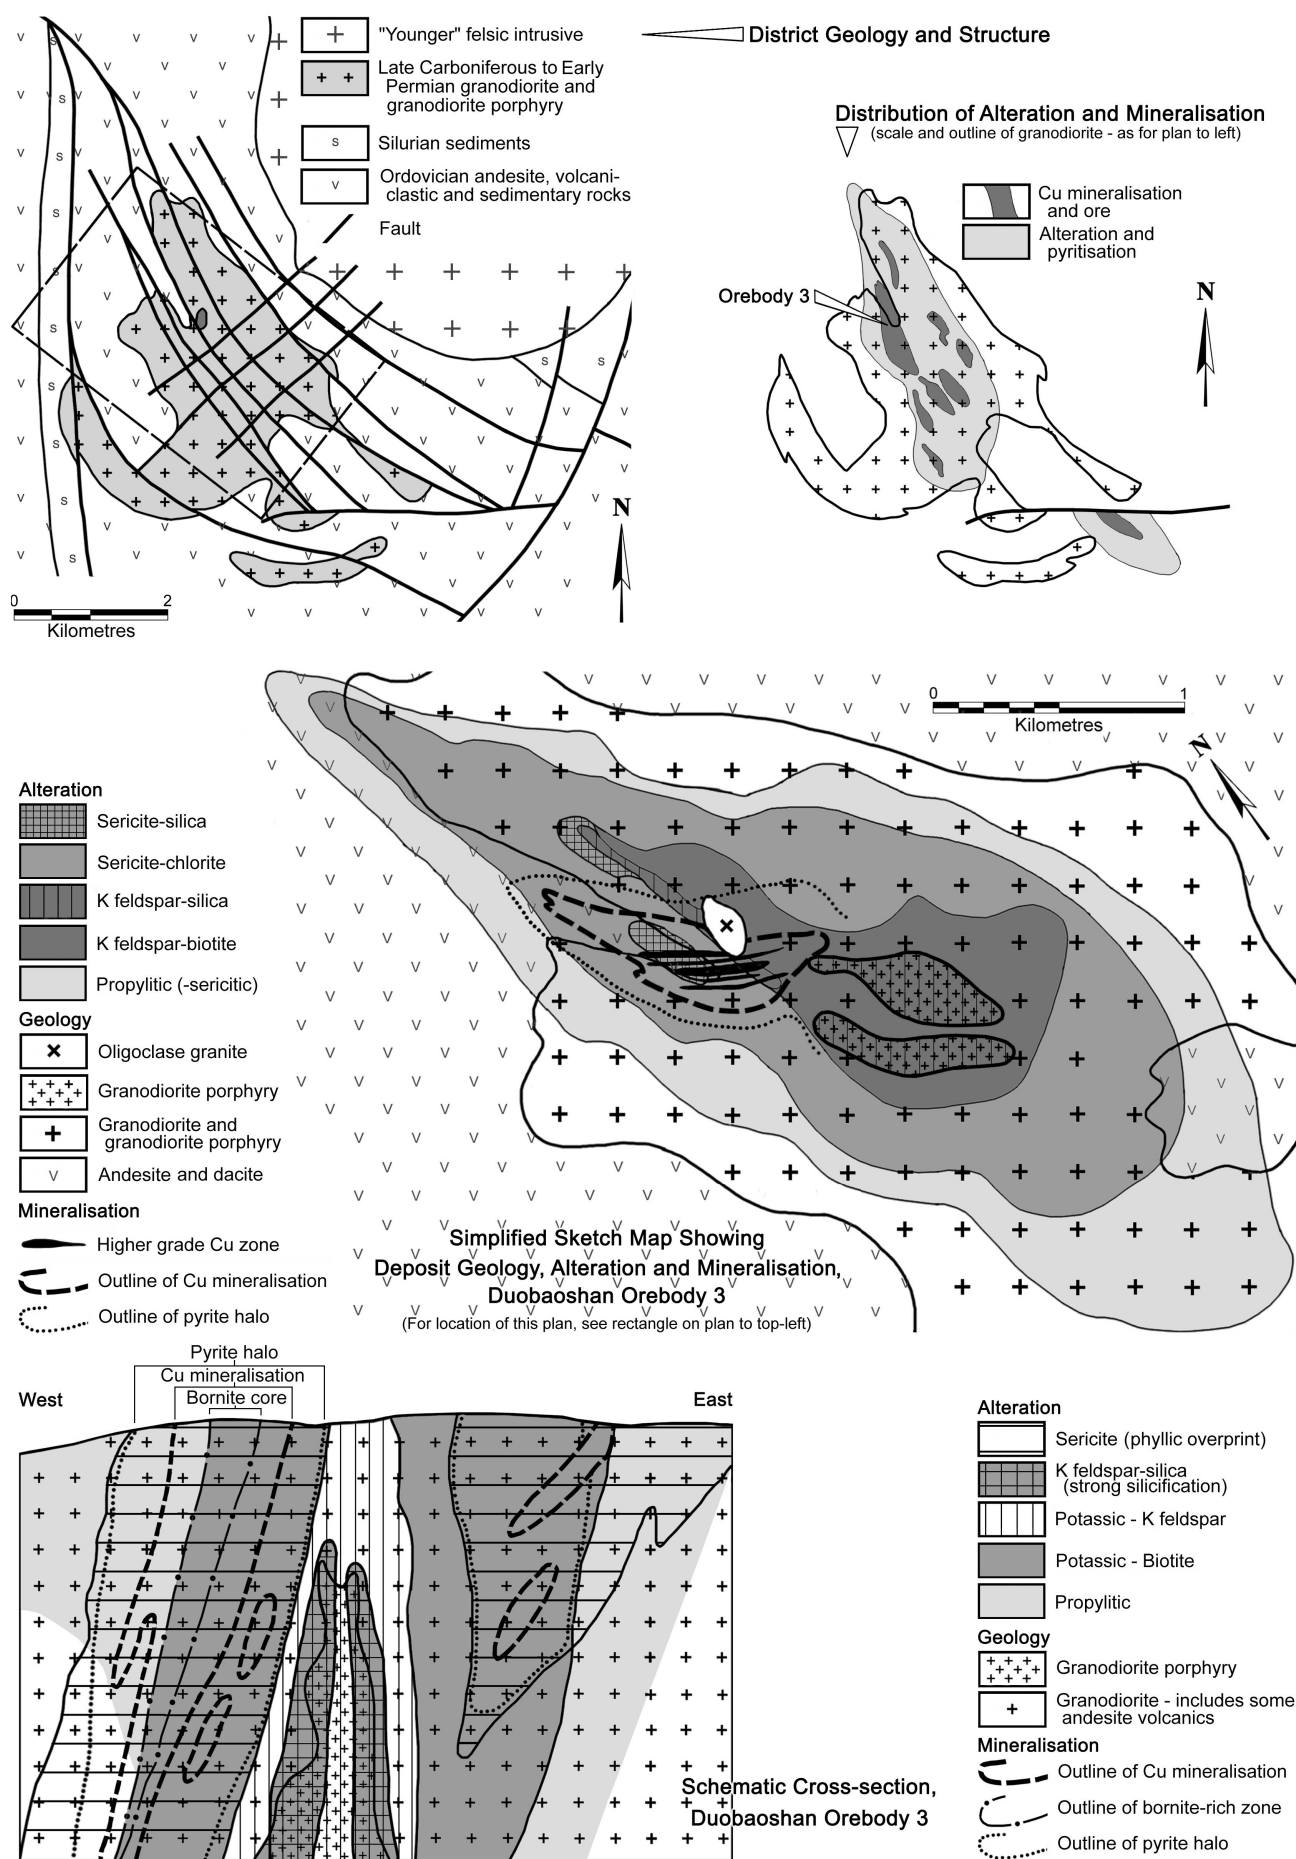 "Younger" felsic intrusive
Late Carboniferous to Early
Permian granodiorite and
granodiorite porphyry
Silurian sediments
Ordovician andesite, volcani-
clastic and sedimentary rocks
Fault
District Geology and Structure
Distribution of Alteration and Mineralisation
(scale and outline of granodiorite - as for plan to left)
Cu mineralisation
and ore
Alteration and
pyritisation
Orebody 3
N
N
0 2
Kilometres
0 1
Kilometres
N
Alteration
Sericite-silica
Sericite-chlorite
K feldspar-silica
K feldspar-biotite
Propylitic (-sericitic)
Geology
Oligoclase granite
Granodiorite porphyry
Granodiorite and
granodiorite porphyry
Andesite and dacite
Mineralisation
Higher grade Cu zone
Outline of Cu mineralisation
Outline of pyrite halo
Simplified Sketch Map Showing
Deposit Geology, Alteration and Mineralisation,
Duobaoshan Orebody 3
(For location of this plan, see rectangle on plan to top-left)
Pyrite halo
Cu mineralisation
Bornite core
West
East
Schematic Cross-section,
Duobaoshan Orebody 3
Alteration
Sericite (phyllic overprint)
K feldspar-silica
(strong silicification)
Potassic - K feldspar
Potassic - Biotite
Propylitic
Geology
Granodiorite porphyry
Granodiorite - includes some
andesite volcanics
Mineralisation
Outline of Cu mineralisation
Outline of bornite-rich zone
Outline of pyrite halo